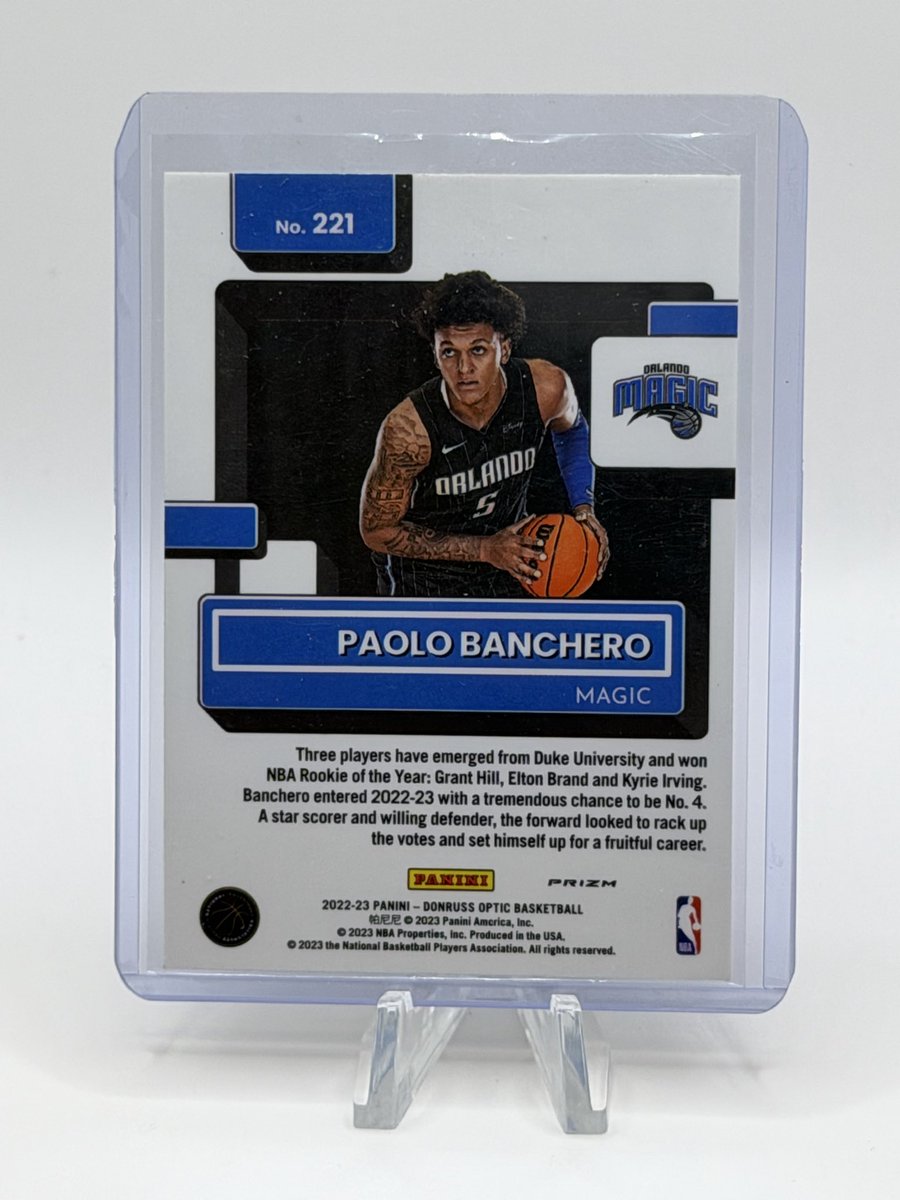 No. 221
ORLANDO
MAGIC
Disney
ORLANDO
5
PAOLO BANCHERO
MAGIC
Three players have emerged from Duke University and won
NBA Rookie of the Year: Grant Hill, Elton Brand and Kyrie Irving.
Banchero entered 2022-23 with a tremendous chance to be No. 4.
A star scorer and willing defender, the forward looked to rack up
the votes and set himself up for a fruitful career.
PANINI
PRIZM
2022-23 PANINI – DONRUSS OPTIC BASKETBALL
帕尼尼 © 2023 Panini America, Inc.
© 2023 NBA Properties, Inc. Produced in the USA.
© 2023 the National Basketball Players Association. All rights reserved.
NBA